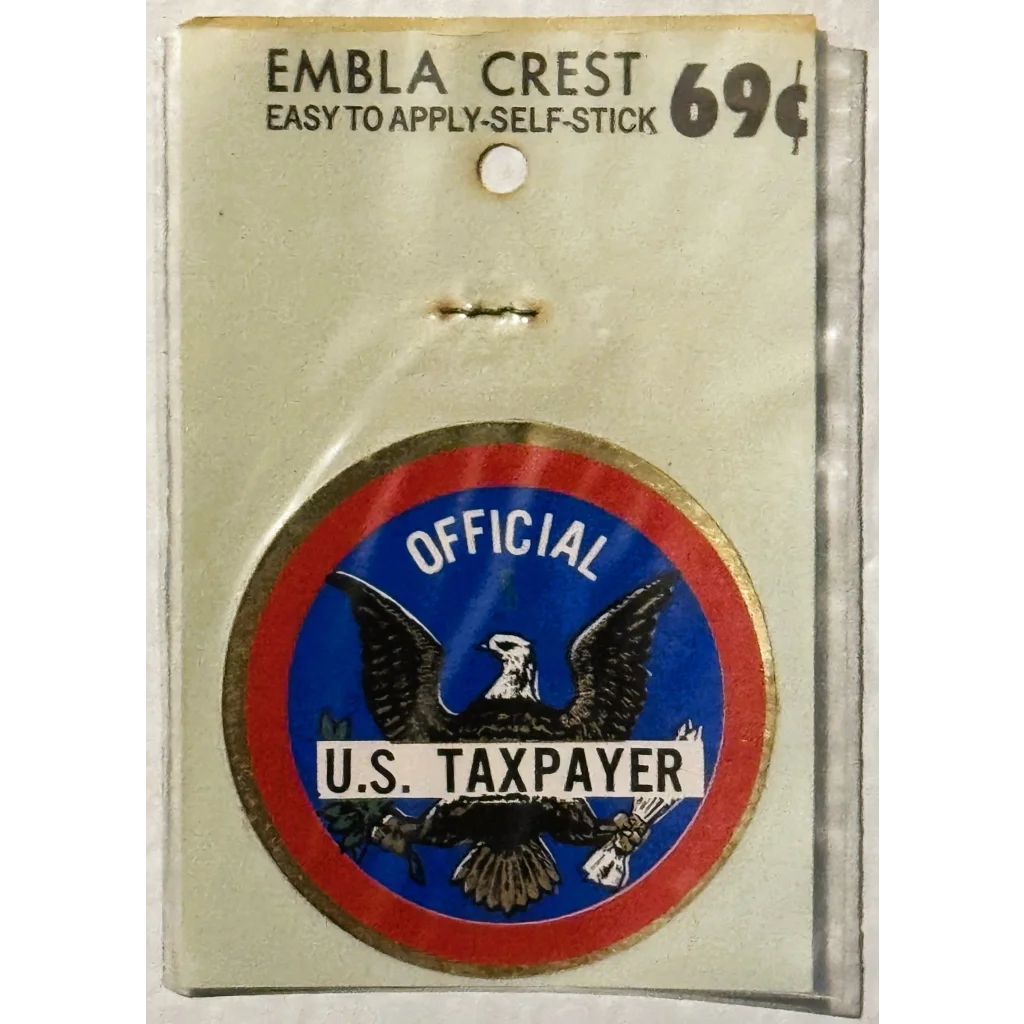 EMBLA CREST 69¢
EASY TO APPLY-SELF-STICK
OFFICIAL
U.S. TAXPAYER